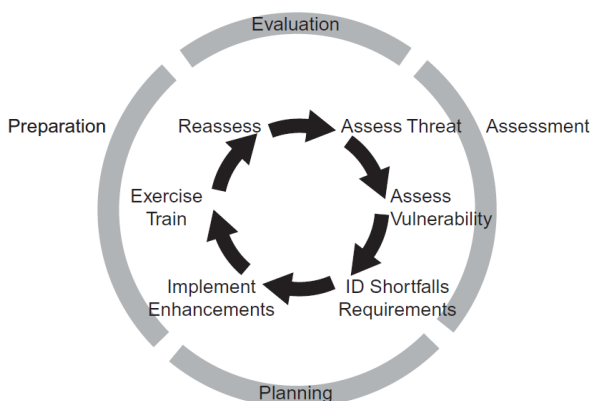 Evaluation
Preparation
Reassess
Assess Threat
Assessment
Exercise
Train
Assess
Vulnerability
Implement
Enhancements
ID Shortfalls
Requirements
Planning